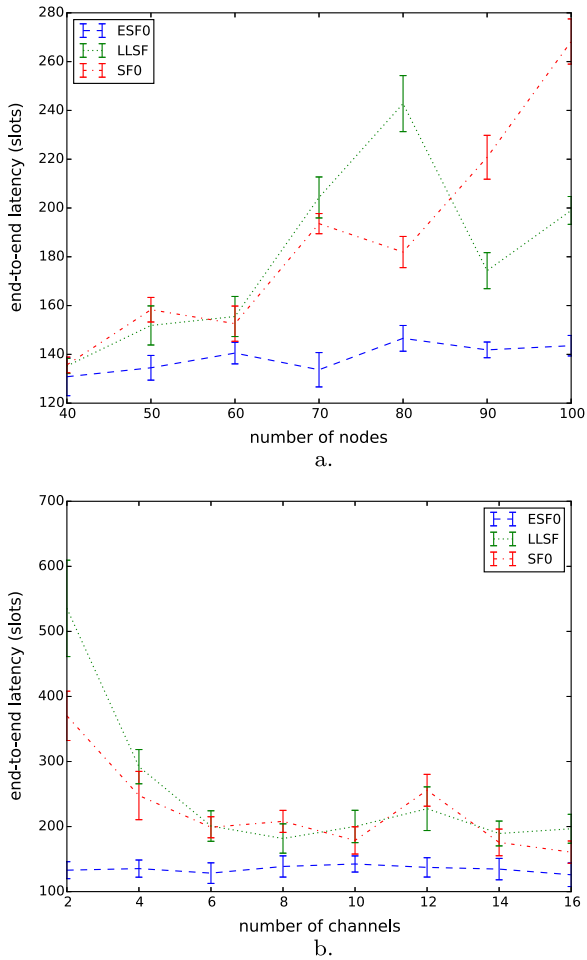 280
260
240
220
200
180
160
140
120
end-to-end latency (slots)
ESF0
LLSF
SF0
40 50 60 70 80 90 100
number of nodes
a.
700
600
500
400
300
200
100
end-to-end latency (slots)
ESF0
LLSF
SF0
2 4 6 8 10 12 14 16
number of channels
b.